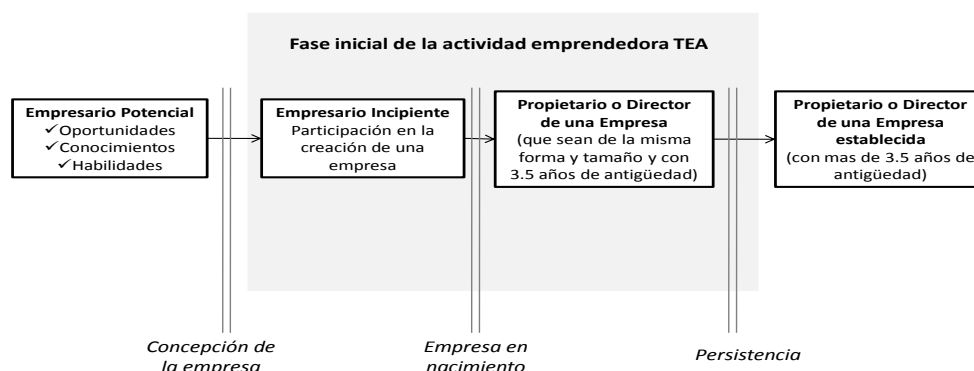 Fase inicial de la actividad emprendedora TEA
Empresario Potencial
✓Oportunidades
✓Conocimientos
✓Habilidades
Empresario Incipiente
Participación en la
creación de una
empresa
Propietario o Director
de una Empresa
(que sean de la misma
forma y tamaño y con
3.5 años de antigüedad)
Propietario o Director
de una Empresa
establecida
(con mas de 3.5 años de
antigüedad)
Concepción de
la empresa
Empresa en
nacimiento
Persistencia